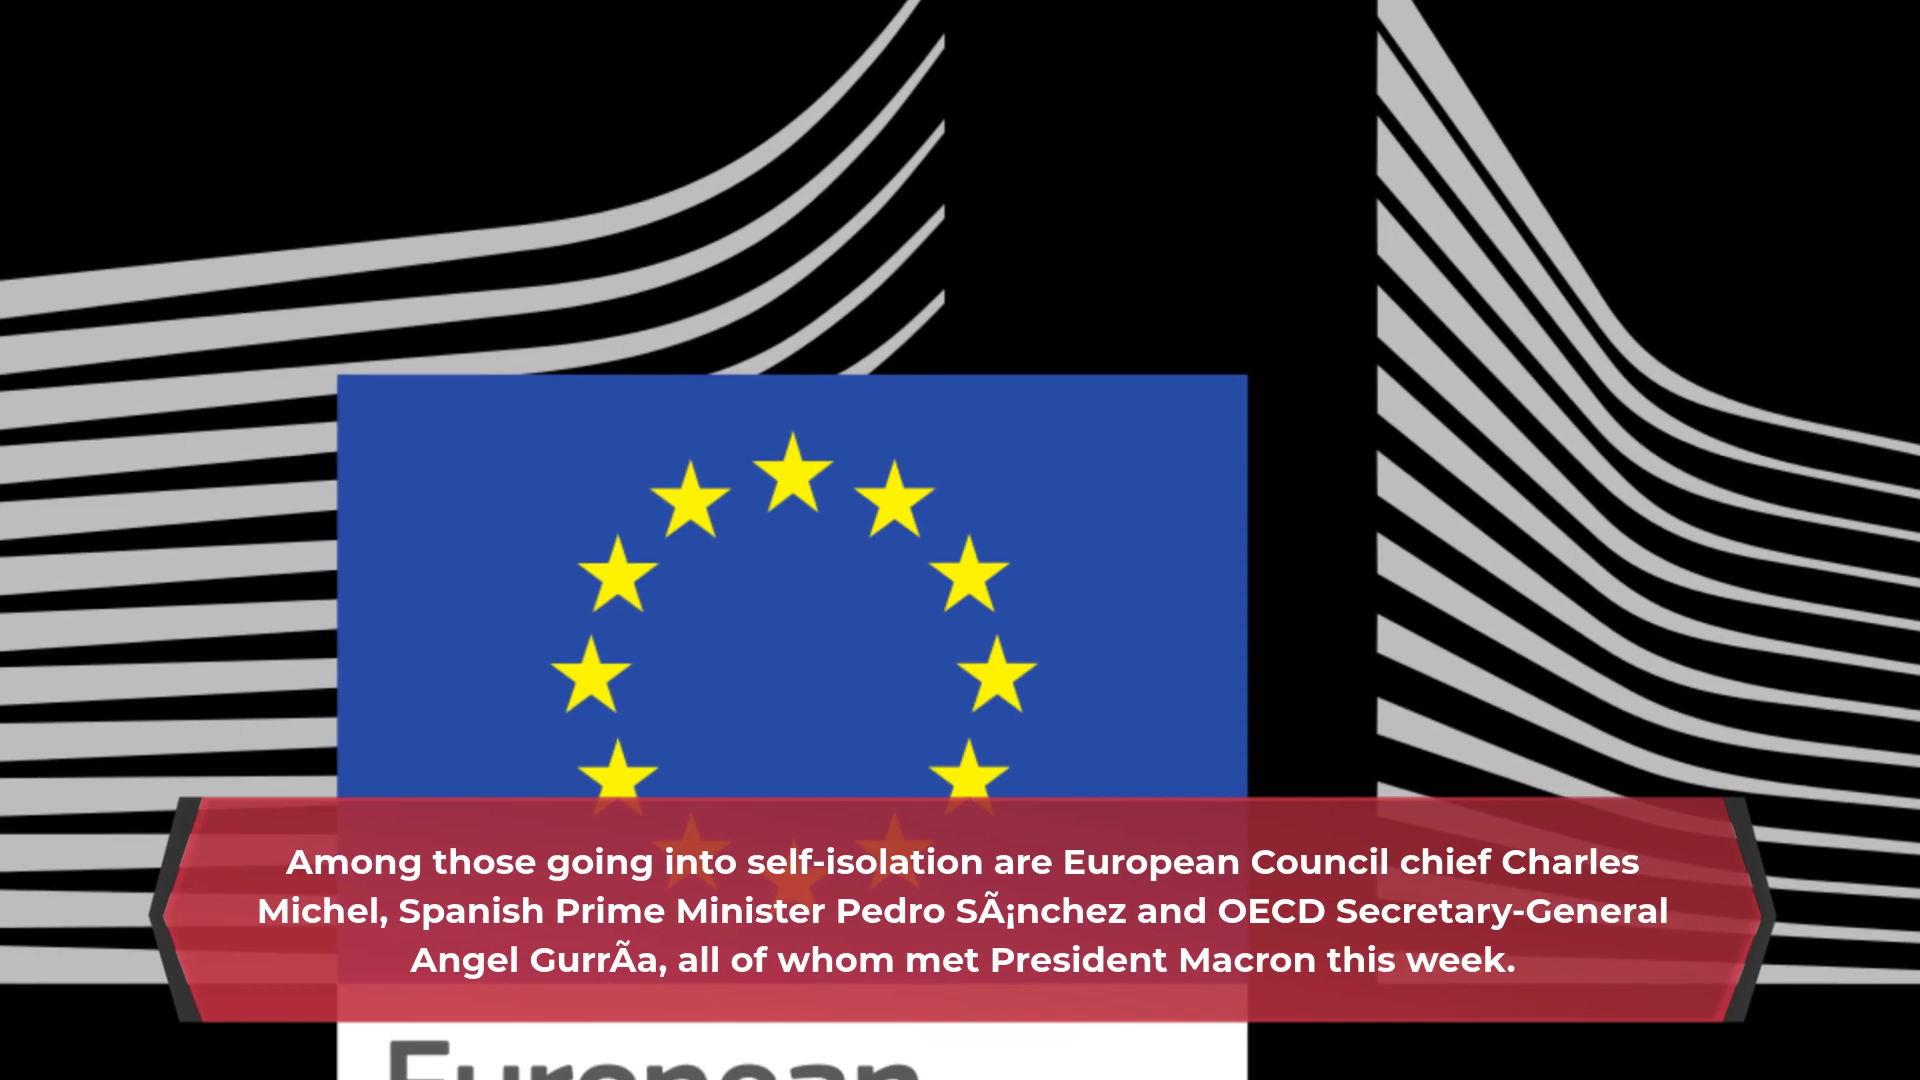 Among those going into self-isolation are European Council chief Charles
Michel, Spanish Prime Minister Pedro SÃ¡nchez and OECD Secretary-General
Angel GurrÃa, all of whom met President Macron this week.
European